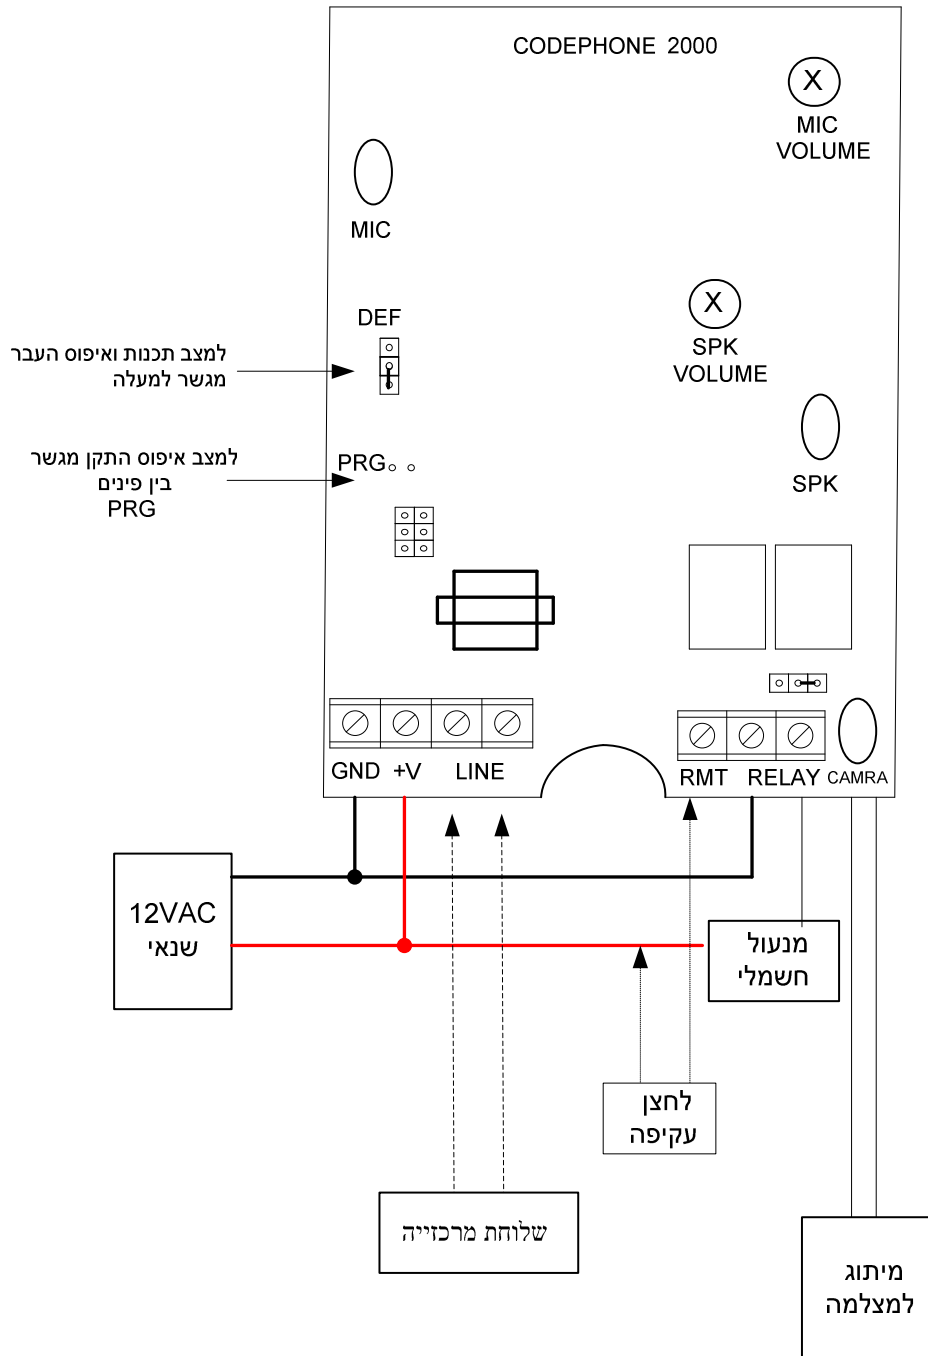 CODEPHONE 2000
X
MIC
VOLUME
MIC
X
SPK
VOLUME
DEF
למצב תכנות ואיפוס העבר
מגשר למעלה
SPK
למצב איפוס התקן מגשר
בין פינים
PRG
PRG
GND +V LINE
RMT RELAY CAMRA
12VAC
שנאי
מנעול
חשמלי
לחצן
עקיפה
שלוחת מרכזייה
מיתוג
למצלמה